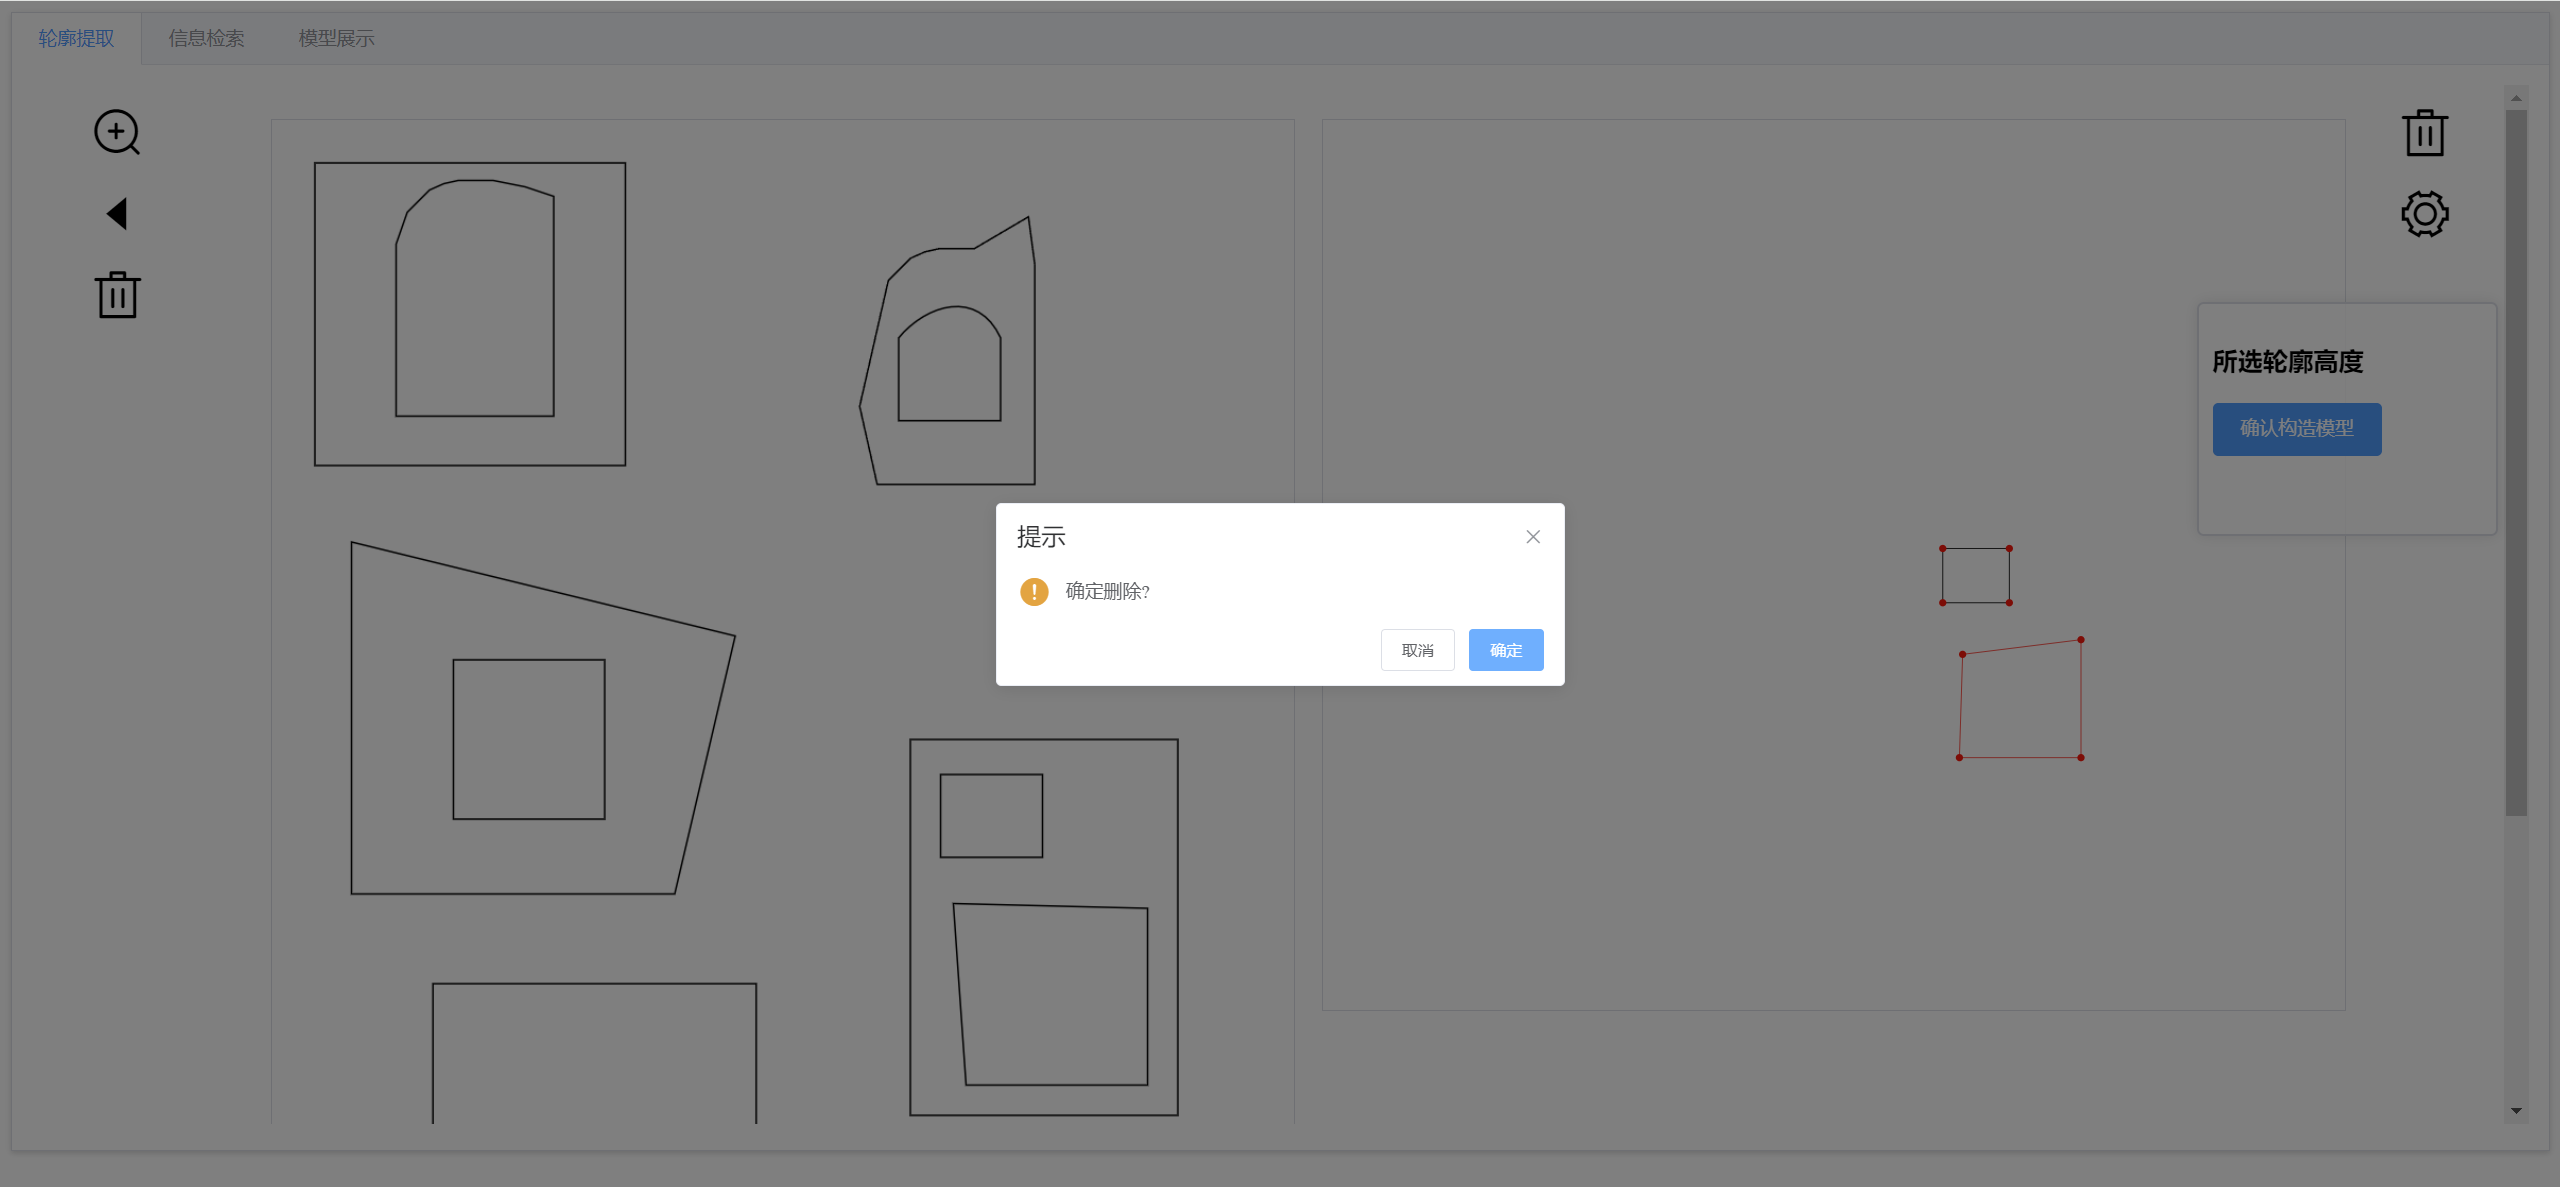 轮廓提取 信息检索 模型展示
所选轮廓高度
确认构造模型
提示
确定删除?
取消 确定